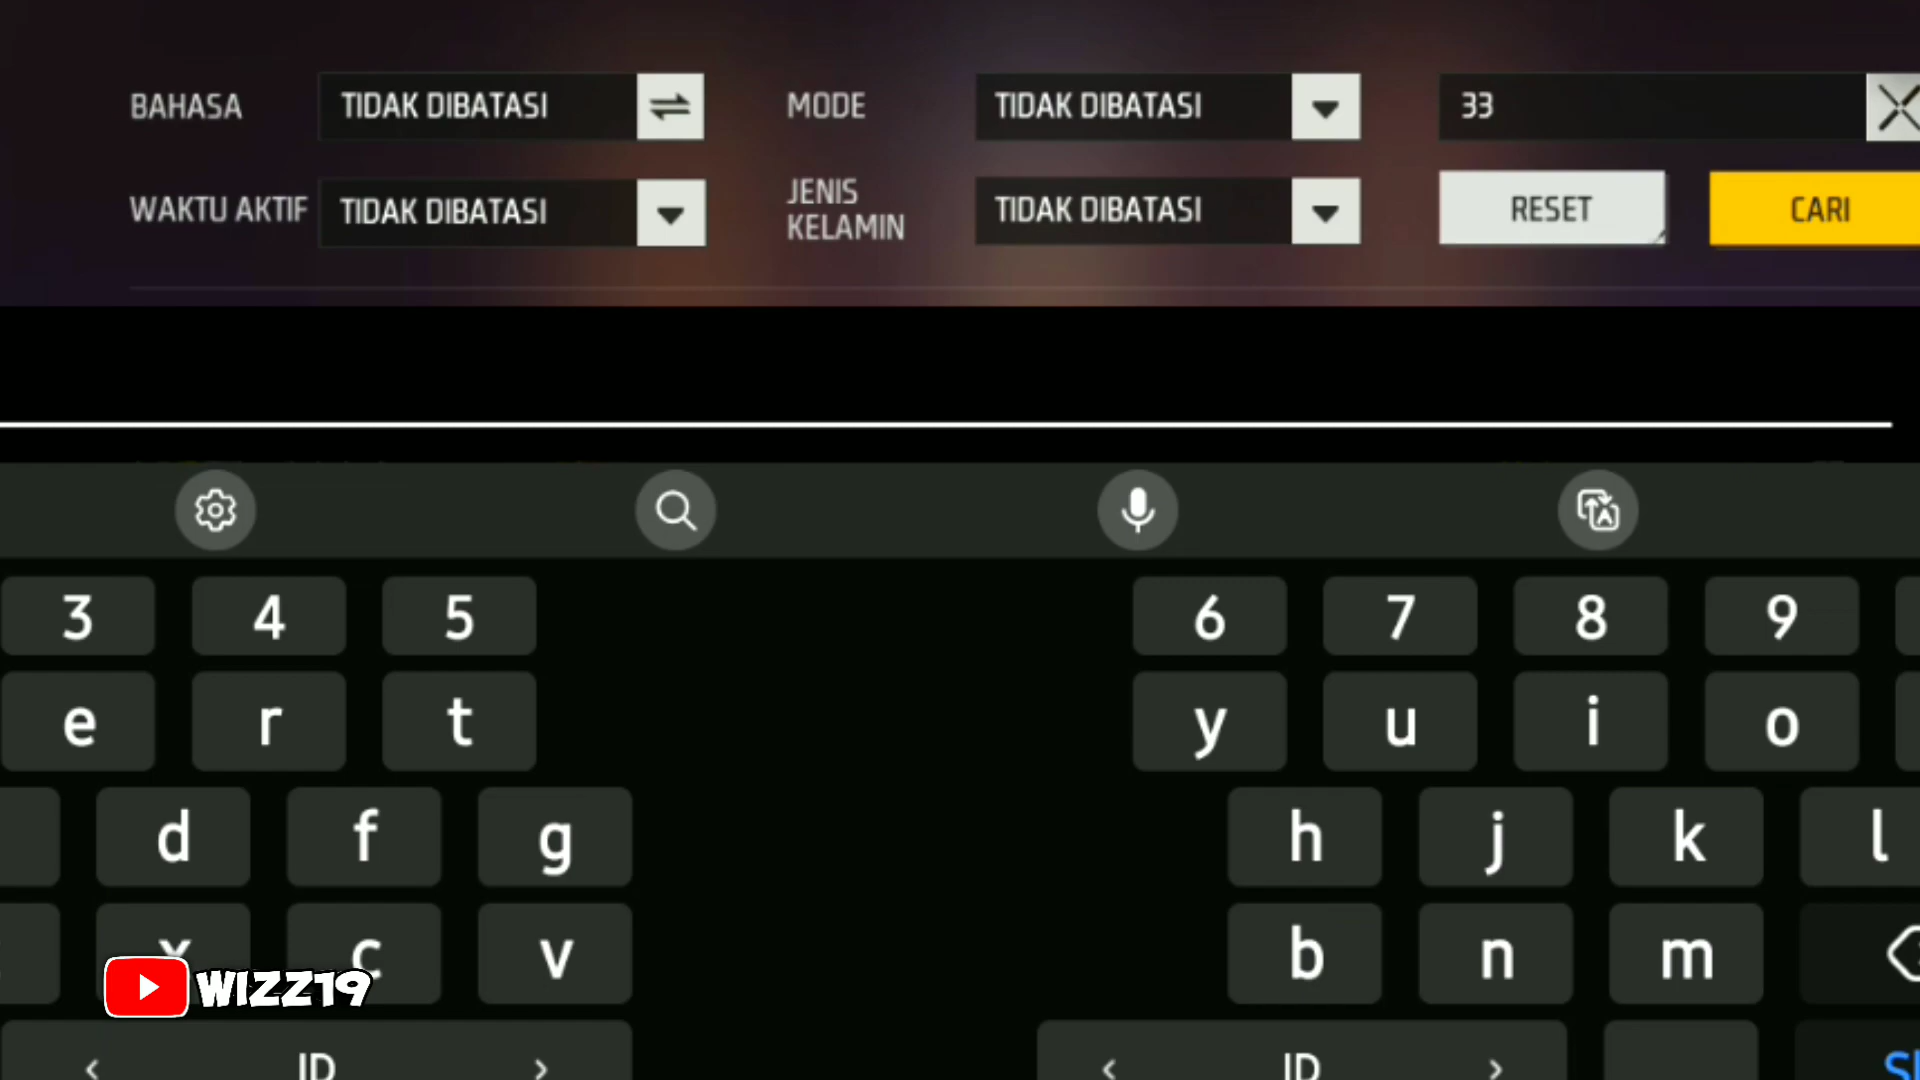 BAHASA TIDAK DIBATASI MODE TIDAK DIBATASI 33
WAKTU AKTIF TIDAK DIBATASI JENIS KELAMIN TIDAK DIBATASI RESET CARI
3 4 5 6 7 8 9
e r t y u i o
d f g h j k l
x c v b n m
WIZZ19
< ID > < ID >